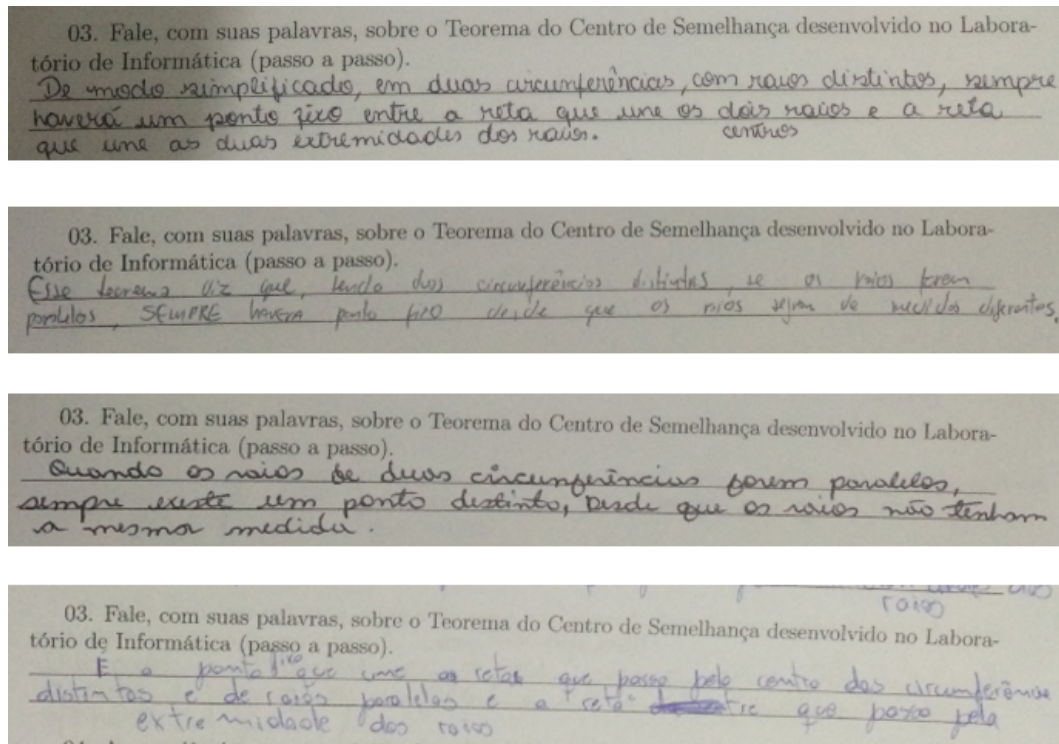 03. Fale, com suas palavras, sobre o Teorema do Centro de Semelhança desenvolvido no Labora-
tório de Informática (passo a passo).
De modo simplificado, em duas circunferências, com raios distintos, sempre
haverá um ponto fixo entre a reta que une os dois raios e a reta
centros
que une as duas extremidades dos raios.
03. Fale, com suas palavras, sobre o Teorema do Centro de Semelhança desenvolvido no Labora-
tório de Informática (passo a passo).
Esse teorema diz que, tendo duas circunferências distintas, se os raios forem
paralelos, SEMPRE haverá ponto fixo desde que os raios sejam de medidas diferentes.
03. Fale, com suas palavras, sobre o Teorema do Centro de Semelhança desenvolvido no Labora-
tório de Informática (passo a passo).
Quando os raios de duas circunferências forem paralelos,
sempre existe um ponto distinto, desde que os raios não tenham
a mesma medida.
raios
03. Fale, com suas palavras, sobre o Teorema do Centro de Semelhança desenvolvido no Labora-
tório de Informática (passo a passo).
É o ponto fixo que une as retas que passa pelo centro das circunferências
distintas e de raios paralelos e a reta que passa pela
extremidade dos raios